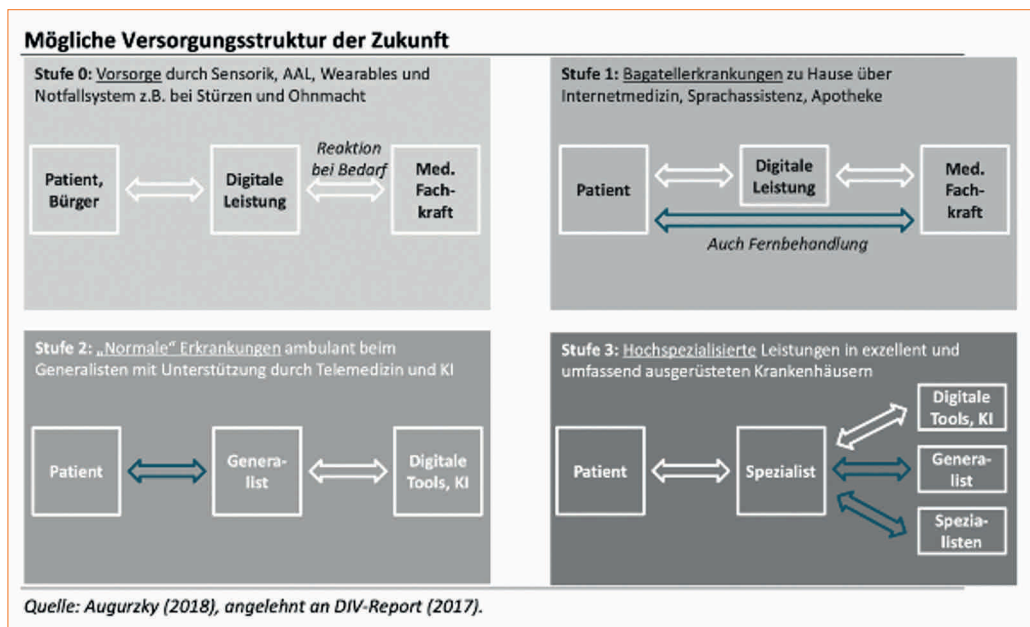 Mögliche Versorgungsstruktur der Zukunft
Stufe 0: Vorsorge durch Sensorik, AAL, Wearables und
Notfallsystem z.B. bei Stürzen und Ohnmacht
Patient,
Bürger
Digitale
Leistung
Reaktion
bei Bedarf
Med.
Fach-
kraft
Stufe 1: Bagatellerkrankungen zu Hause über
Internetmedizin, Sprachassistenz, Apotheke
Patient
Digitale
Leistung
Med.
Fach-
kraft
Auch Fernbehandlung
Stufe 2: „Normale“ Erkrankungen ambulant beim
Generalisten mit Unterstützung durch Telemedizin und KI
Patient
Genera-
list
Digitale
Tools, KI
Stufe 3: Hochspezialisierte Leistungen in exzellent und
umfassend ausgerüsteten Krankenhäusern
Patient
Spezialist
Digitale
Tools, KI
Genera-
list
Spezia-
listen
Quelle: Augurzky (2018), angelehnt an DIV-Report (2017).